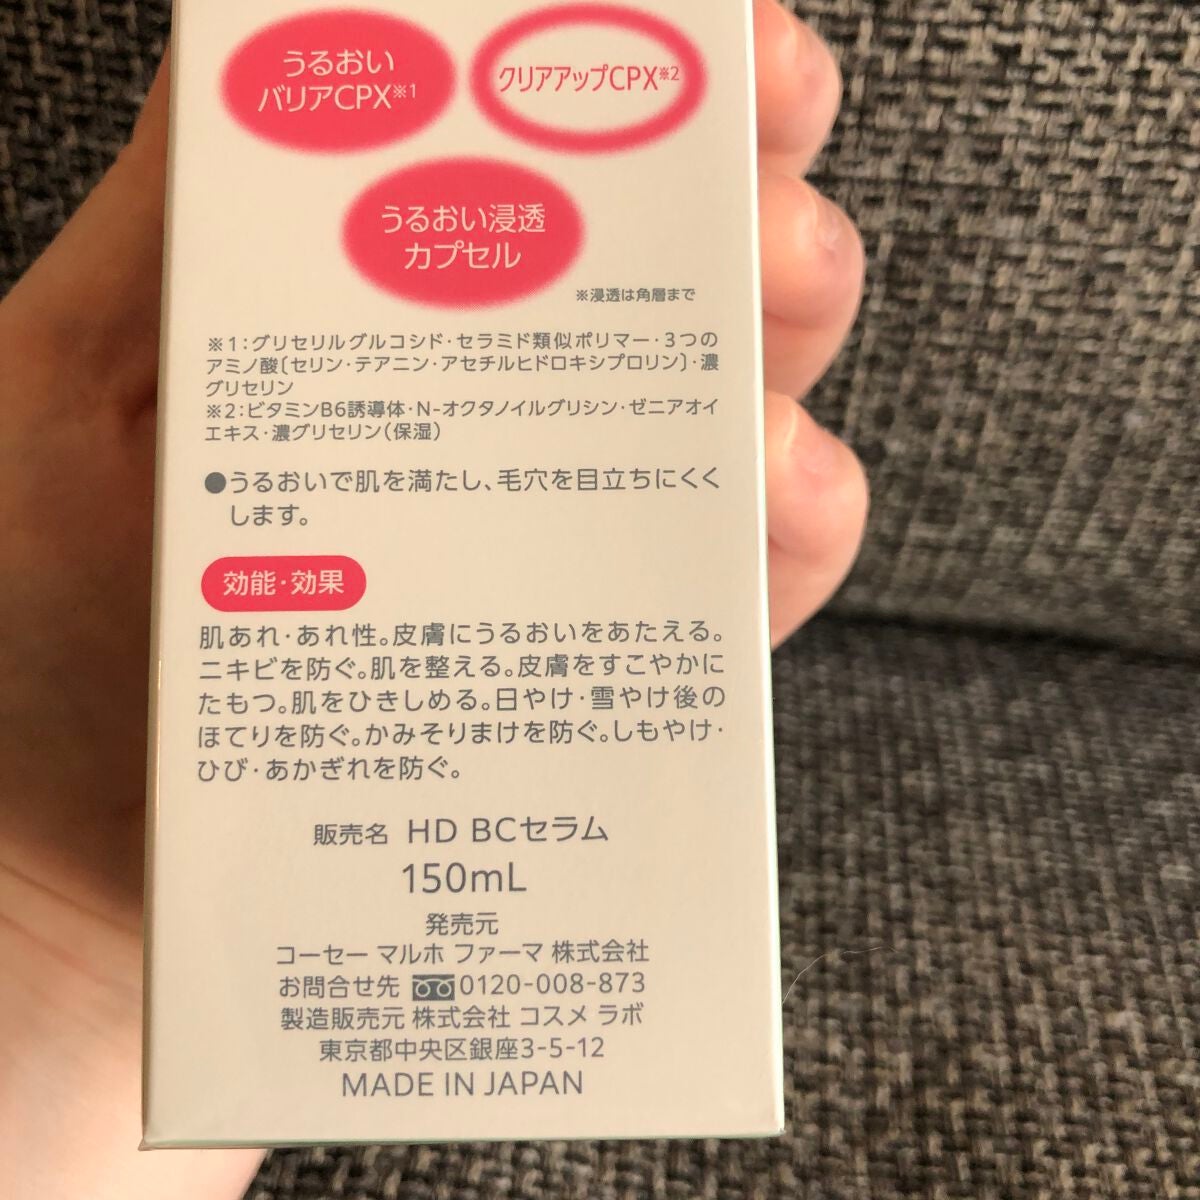 うるおい
バリアCPX※1
クリアアップCPX※2
うるおい浸透
カプセル
※浸透は角層まで
※1:グリセリルグルコシド・セラミド類似ポリマー・3つの
アミノ酸〔セリン・テアニン・アセチルヒドロキシプロリン〕・濃
グリセリン
※2:ビタミンB6誘導体・N-オクタノイルグリシン・ゼニアオイ
エキス・濃グリセリン(保湿)
●うるおいで肌を満たし、毛穴を目立ちにくく
します。
効能・効果
肌あれ・あれ性。皮膚にうるおいをあたえる。
ニキビを防ぐ。肌を整える。皮膚をすこやかに
たもつ。肌をひきしめる。日やけ・雪やけ後の
ほてりを防ぐ。かみそりまけを防ぐ。しもやけ・
ひび・あかぎれを防ぐ。
販売名 HD BCセラム
150mL
発売元
コーセー マルホ ファーマ 株式会社
お問合せ先 0120-008-873
製造販売元 株式会社 コスメ ラボ
東京都中央区銀座3-5-12
MADE IN JAPAN